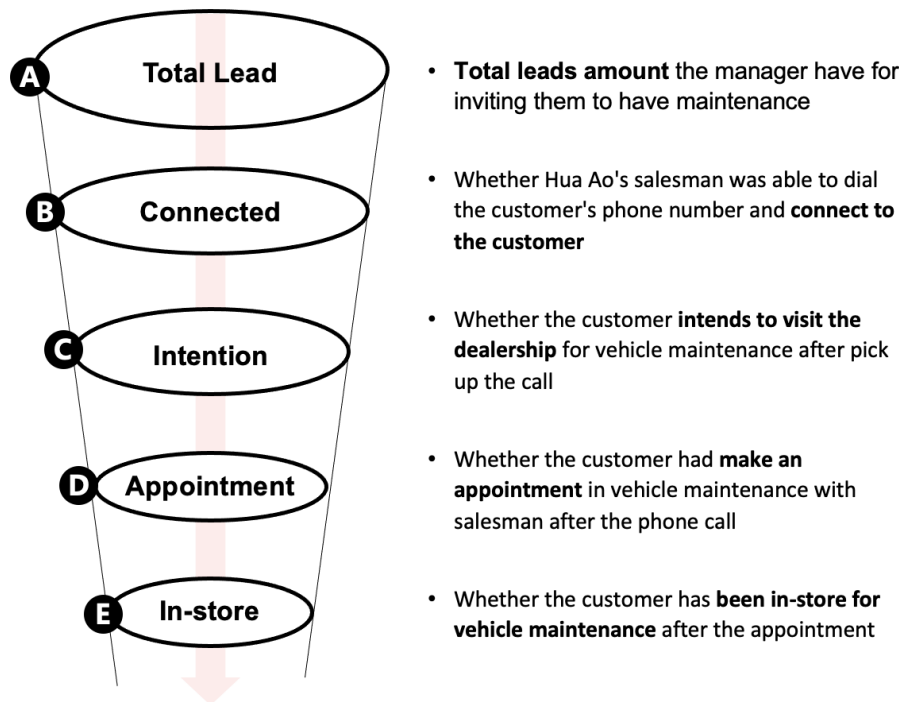 A
Total Lead
• Total leads amount the manager have for
inviting them to have maintenance
B
Connected
• Whether Hua Ao's salesman was able to dial
the customer's phone number and connect to
the customer
C
Intention
• Whether the customer intends to visit the
dealership for vehicle maintenance after pick
up the call
D
Appointment
• Whether the customer had make an
appointment in vehicle maintenance with
salesman after the phone call
E
In-store
• Whether the customer has been in-store for
vehicle maintenance after the appointment